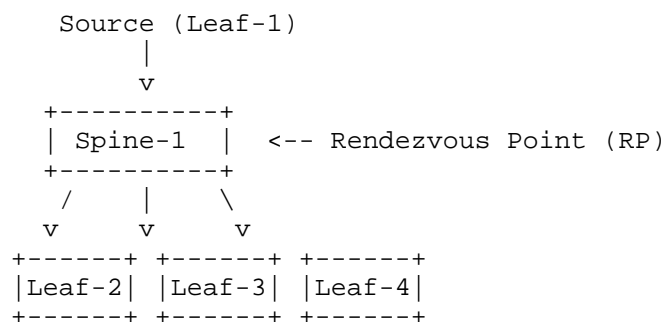 Source (Leaf-1)
|
v
+----------+
| Spine-1 | <-- Rendezvous Point (RP)
+----------+
/ | \
v v v
+------+ +------+ +------+
|Leaf-2| |Leaf-3| |Leaf-4|
+------+ +------+ +------+